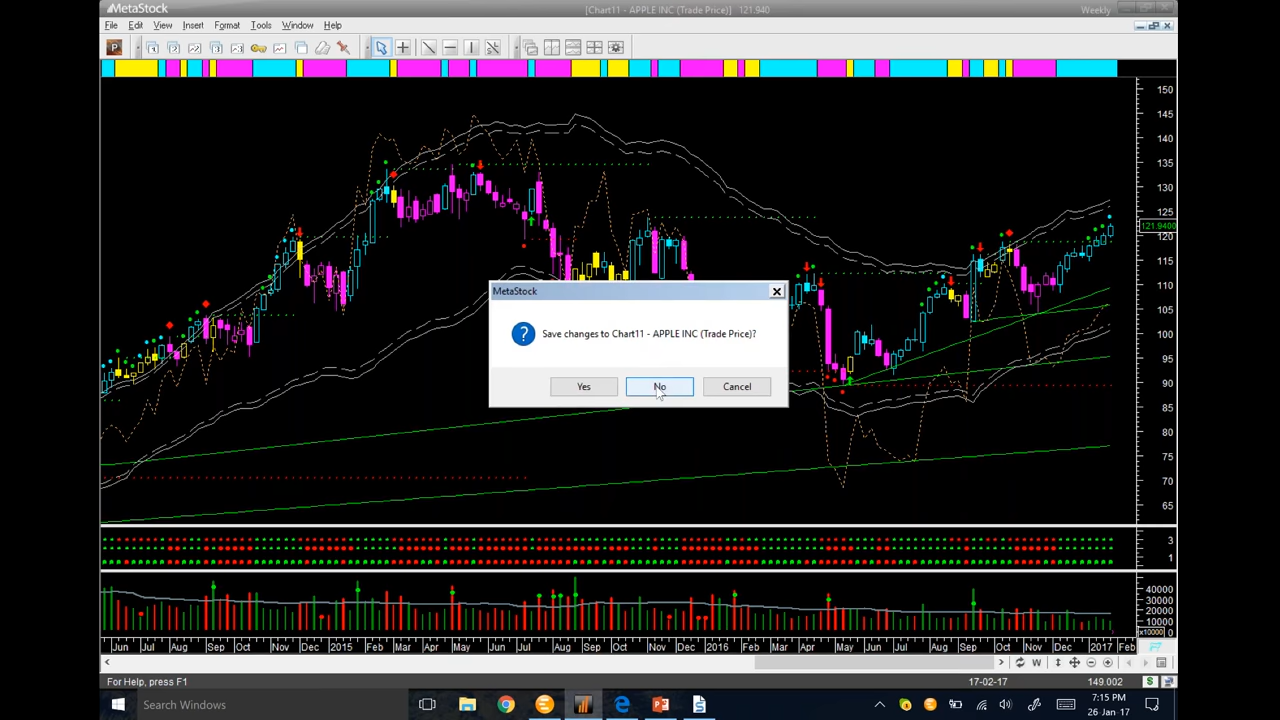 MetaStock
[Chart11 - APPLE INC (Trade Price)] 121.940
Weekly
File Edit View Insert Format Tools Window Help
150
145
140
135
130
125
121.9400
120
115
110
105
100
95
90
85
80
75
70
65
MetaStock
Save changes to Chart11 - APPLE INC (Trade Price)?
Yes No Cancel
3
1
40000
30000
20000
10000
x10000 0
Jun Jul Aug Sep Oct Nov Dec 2015 Feb Mar Apr May Jun Jul Aug Sep Oct Nov Dec 2016 Feb Mar Apr May Jun Jul Aug Sep Oct Nov Dec 2017 Feb
W
For Help, press F1
17-02-17 149.002
Search Windows
7:15 PM
26 Jan 17